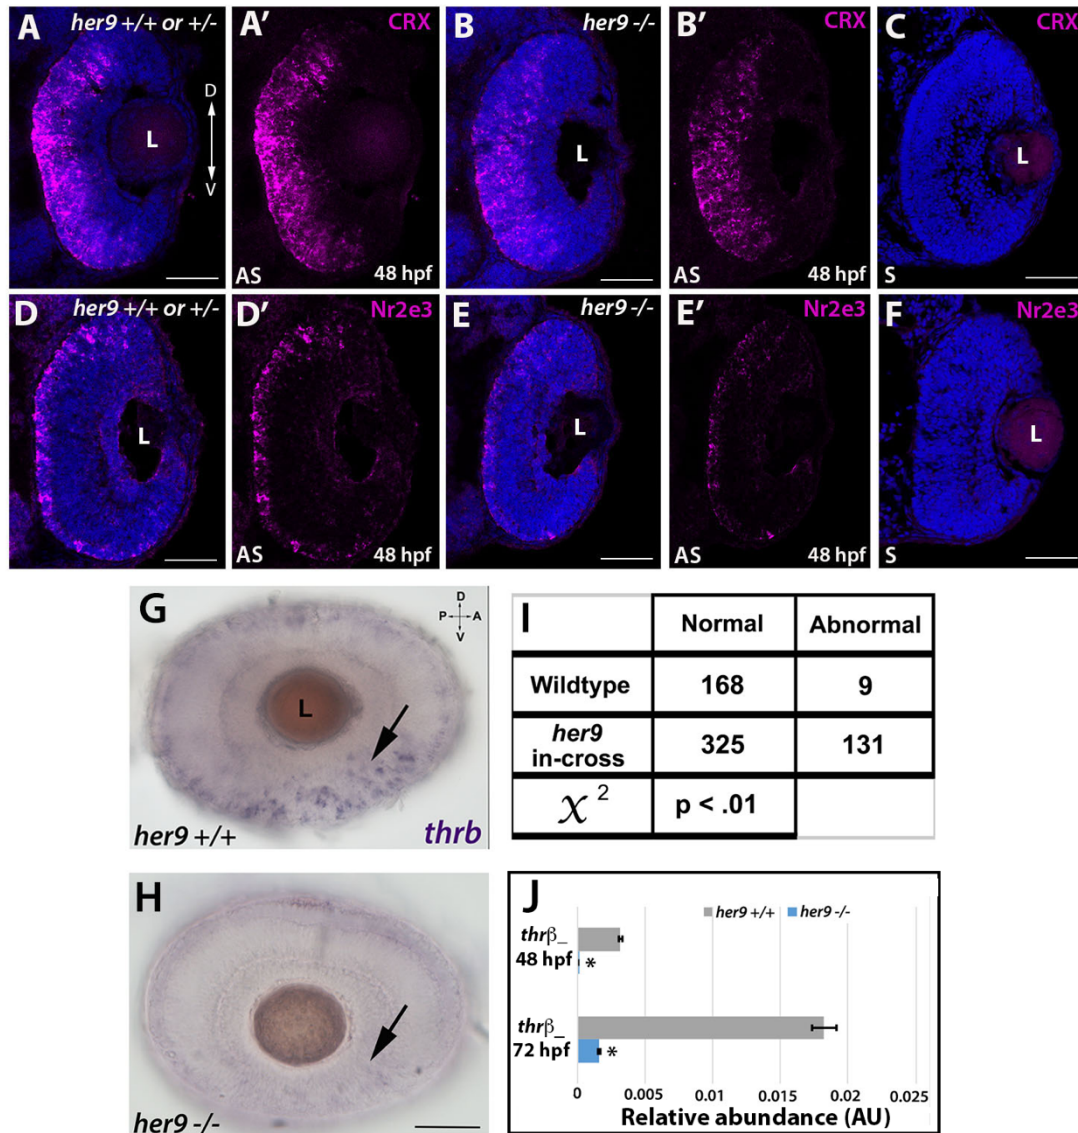 A
her9 +/+ or +/-
D
V
L
A'
CRX
AS
48 hpf
B
her9 -/-
L
B'
CRX
AS
48 hpf
C
CRX
L
S
D
her9 +/+ or +/-
L
D'
Nr2e3
AS
48 hpf
E
her9 -/-
L
E'
Nr2e3
AS
48 hpf
F
Nr2e3
L
S
G
D
P A
V
L
her9 +/+
thrb
H
her9 -/-
I
Normal Abnormal
Wildtype 168 9
her9
in-cross 325 131
χ 2 p < .01
J
her9 +/+ her9 -/-
thrβ_
48 hpf
*
thrβ_
72 hpf
*
0 0.005 0.01 0.015 0.02 0.025
Relative abundance (AU)